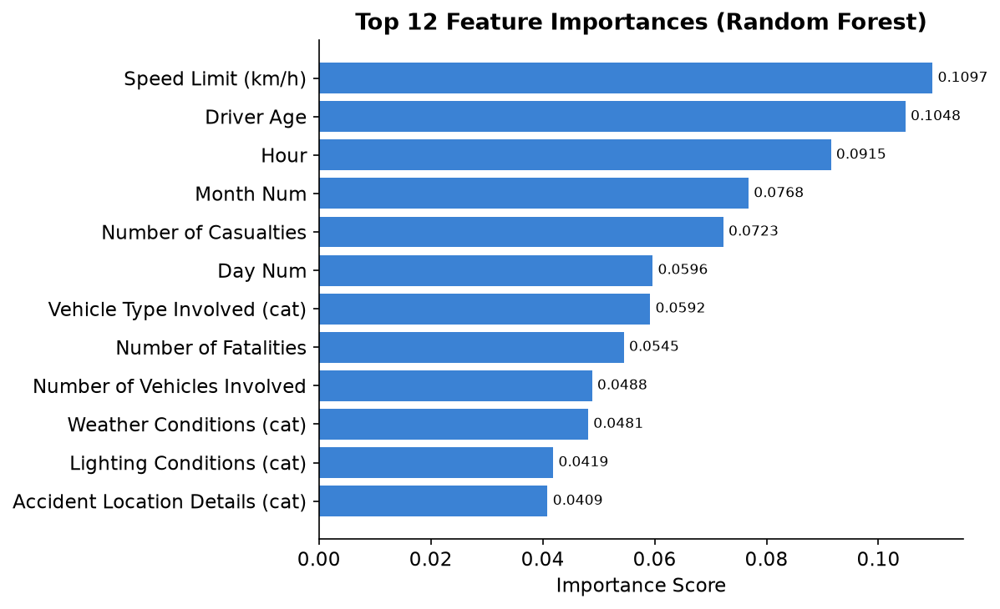 Top 12 Feature Importances (Random Forest)
Speed Limit (km/h) 0.1097
Driver Age 0.1048
Hour 0.0915
Month Num 0.0768
Number of Casualties 0.0723
Day Num 0.0596
Vehicle Type Involved (cat) 0.0592
Number of Fatalities 0.0545
Number of Vehicles Involved 0.0488
Weather Conditions (cat) 0.0481
Lighting Conditions (cat) 0.0419
Accident Location Details (cat) 0.0409
0.00 0.02 0.04 0.06 0.08 0.10
Importance Score